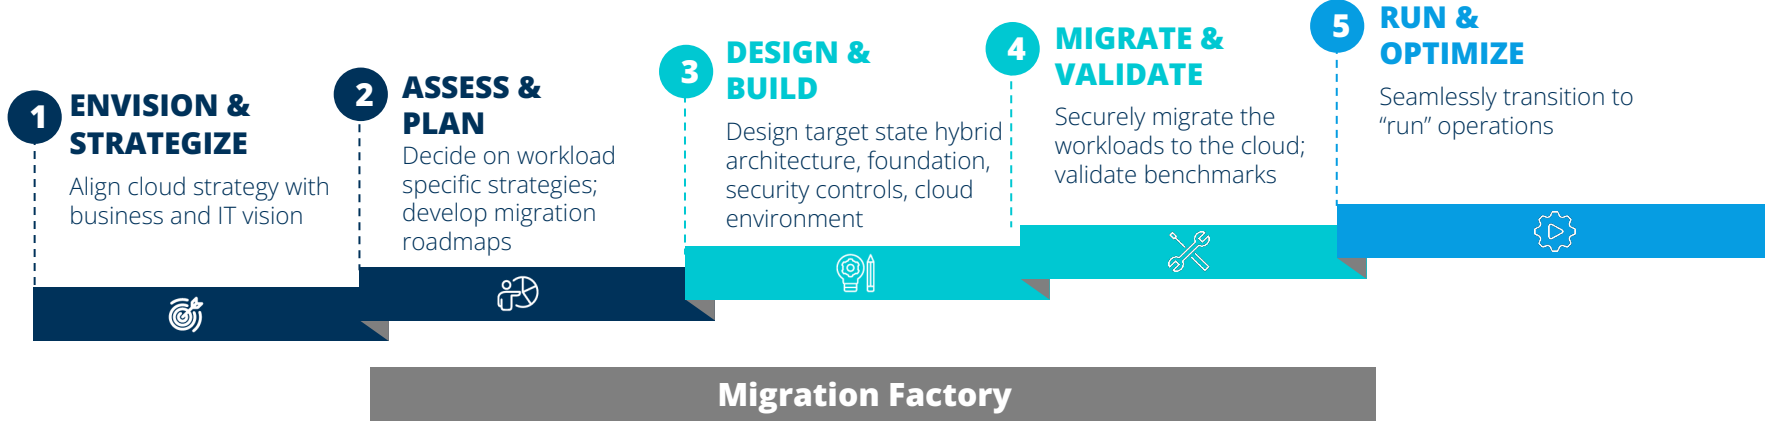 1
ENVISION &
STRATEGIZE
Align cloud strategy with
business and IT vision
2
ASSESS &
PLAN
Decide on workload
specific strategies;
develop migration
roadmaps
3
DESIGN &
BUILD
Design target state hybrid
architecture, foundation,
security controls, cloud
environment
4
MIGRATE &
VALIDATE
Securely migrate the
workloads to the cloud;
validate benchmarks
5
RUN &
OPTIMIZE
Seamlessly transition to
“run” operations
Migration Factory